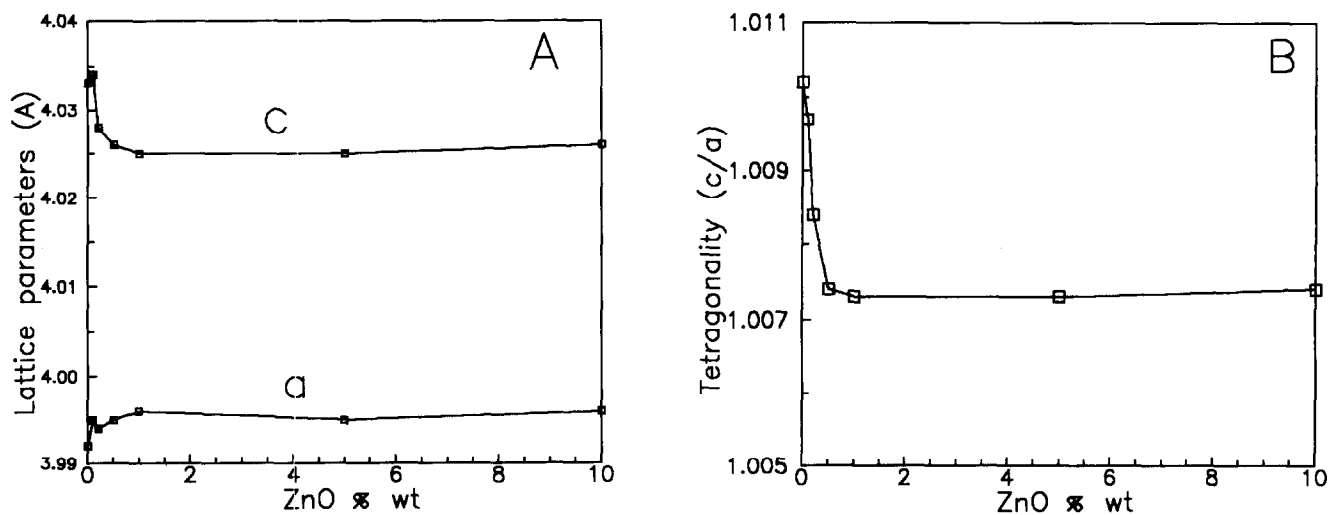 4.04
4.03
4.02
4.01
4.00
3.99
Lattice parameters (A)
A
c
a
0 2 4 6 8 10
ZnO % wt
1.011
1.009
1.007
1.005
Tetragonality (c/a)
B
0 2 4 6 8 10
ZnO % wt